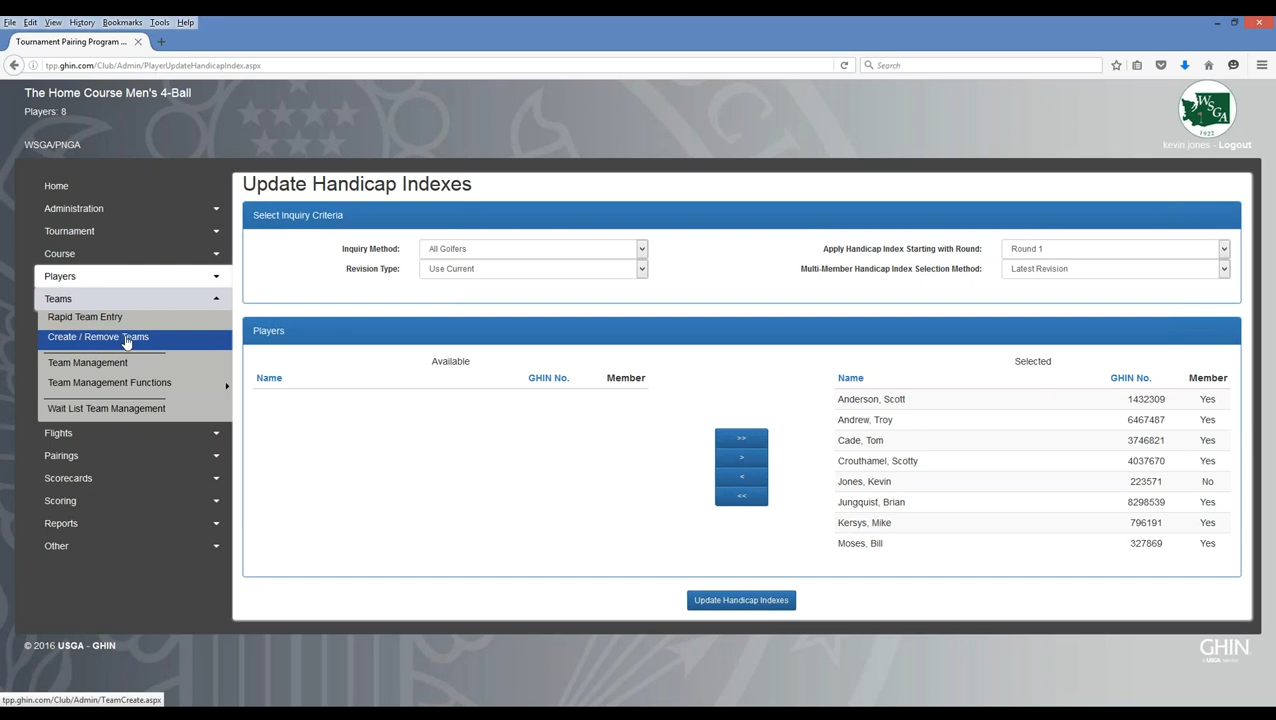 File Edit View History Bookmarks Tools Help
Tournament Pairing Program ...
tpp.ghin.com/Club/Admin/PlayerUpdateHandicapIndex.aspx
Search
The Home Course Men's 4-Ball
Players: 8
WSGA/PNGA
WSGA
1922
kevin.jones - Logout
Home
Administration
Tournament
Course
Players
Teams
Rapid Team Entry
Create / Remove Teams
Team Management
Team Management Functions
Wait List Team Management
Flights
Pairings
Scorecards
Scoring
Reports
Other
Update Handicap Indexes
Select Inquiry Criteria
Inquiry Method: All Golfers
Apply Handicap Index Starting with Round: Round 1
Revision Type: Use Current
Multi-Member Handicap Index Selection Method: Latest Revision
Players
Available
Name GHIN No. Member
>>
>
<
<<
Selected
Name GHIN No. Member
Anderson, Scott 1432309 Yes
Andrew, Troy 6467487 Yes
Cade, Tom 3746821 Yes
Crouthamel, Scotty 4037670 Yes
Jones, Kevin 223571 No
Jungquist, Brian 8298539 Yes
Kersys, Mike 796191 Yes
Moses, Bill 327869 Yes
Update Handicap Indexes
© 2016 USGA - GHIN
GHIN
tpp.ghin.com/Club/Admin/TeamCreate.aspx